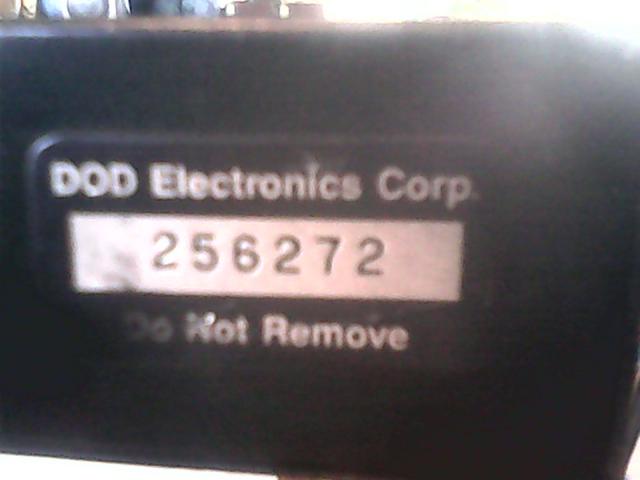 DOD Electronics Corp.
256272
Do Not Remove